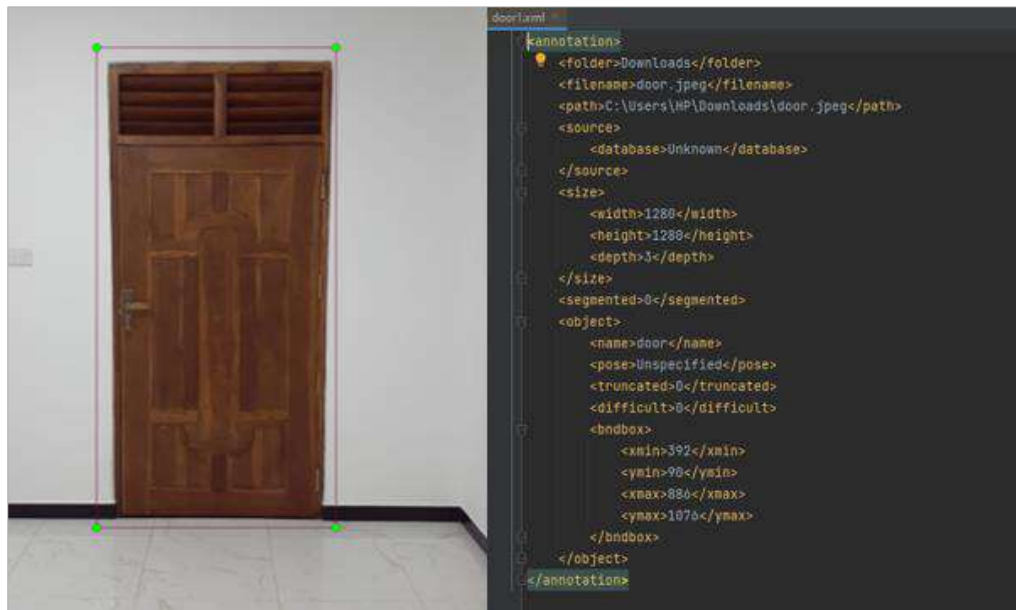 door1.xml
<annotation>
<folder>Downloads</folder>
<filename>door.jpeg</filename>
<path>C:\Users\HP\Downloads\door.jpeg</path>
<source>
<database>Unknown</database>
</source>
<size>
<width>1280</width>
<height>1280</height>
<depth>3</depth>
</size>
<segmented>0</segmented>
<object>
<name>door</name>
<pose>Unspecified</pose>
<truncated>0</truncated>
<difficult>0</difficult>
<bndbox>
<xmin>392</xmin>
<ymin>90</ymin>
<xmax>886</xmax>
<ymax>1076</ymax>
</bndbox>
</object>
</annotation>